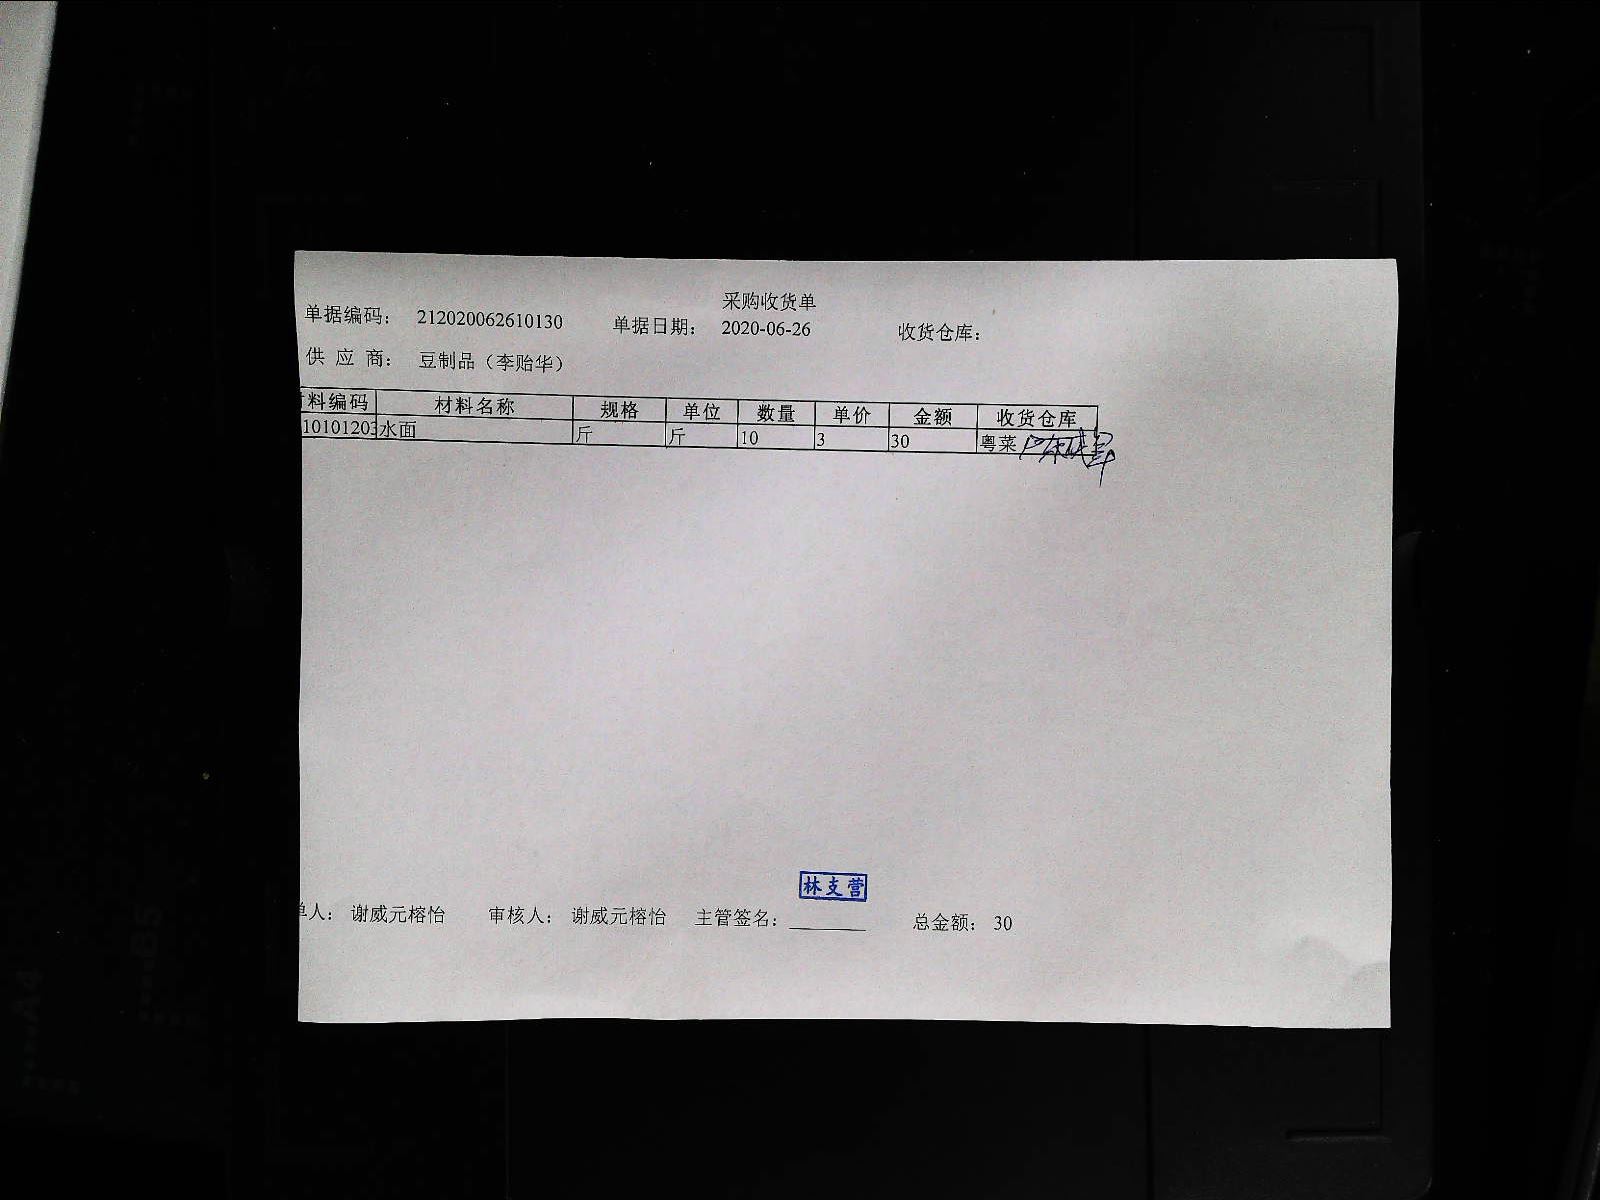 采购收货单
单据编码： 212020062610130 单据日期： 2020-06-26 收货仓库：
供 应 商： 豆制品（李贻华）
料编码 材料名称 规格 单位 数量 单价 金额 收货仓库
10101203 水面 斤 斤 10 3 30 粤菜
林支营
单人： 谢威元榕怡 审核人： 谢威元榕怡 主管签名： 总金额： 30